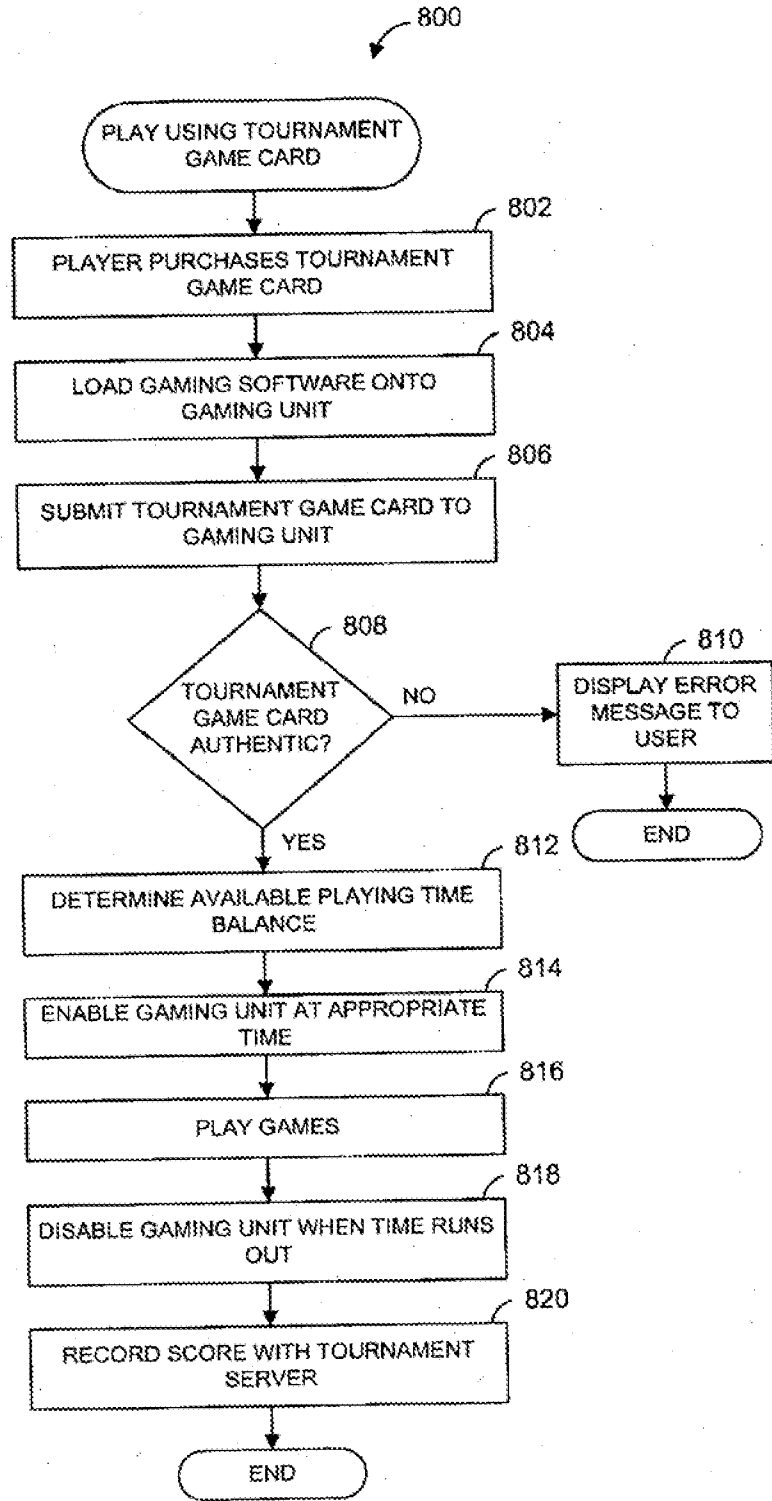 800
PLAY USING TOURNAMENT
GAME CARD
802
PLAYER PURCHASES TOURNAMENT
GAME CARD
804
LOAD GAMING SOFTWARE ONTO
GAMING UNIT
806
SUBMIT TOURNAMENT GAME CARD TO
GAMING UNIT
808
TOURNAMENT
GAME CARD
AUTHENTIC?
NO
810
DISPLAY ERROR
MESSAGE TO
USER
END
YES
812
DETERMINE AVAILABLE PLAYING TIME
BALANCE
814
ENABLE GAMING UNIT AT APPROPRIATE
TIME
816
PLAY GAMES
818
DISABLE GAMING UNIT WHEN TIME RUNS
OUT
820
RECORD SCORE WITH TOURNAMENT
SERVER
END